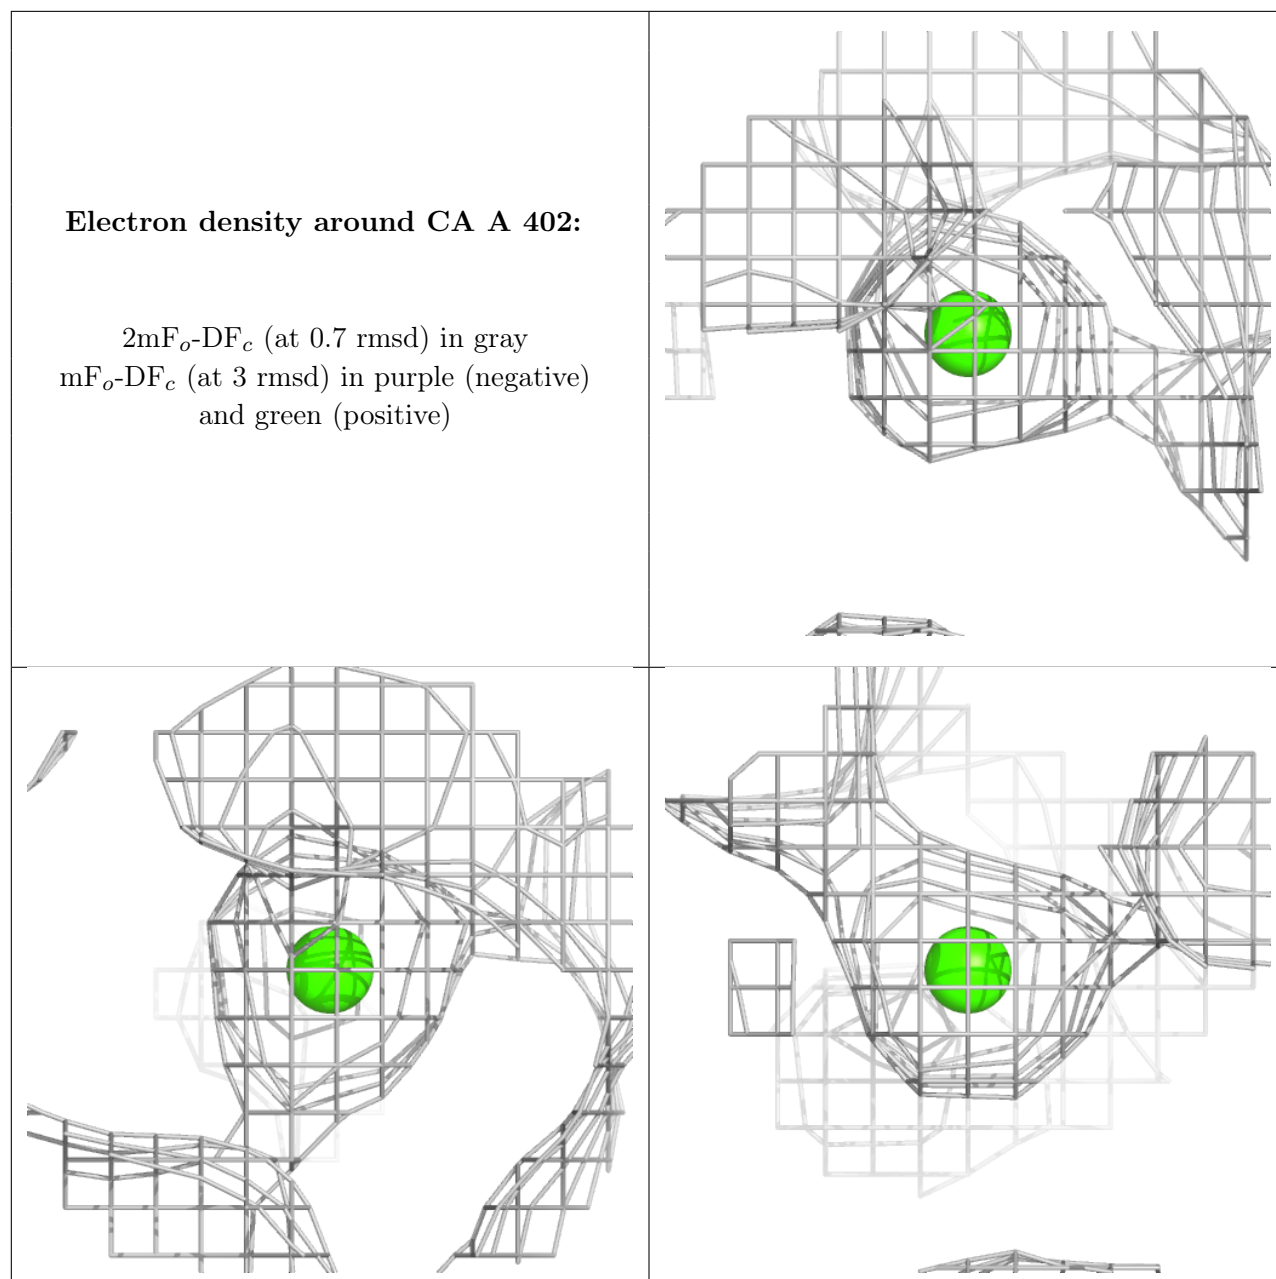 Electron density around CA A 402:
2mFo-DFc (at 0.7 rmsd) in gray
mFo-DFc (at 3 rmsd) in purple (negative)
and green (positive)